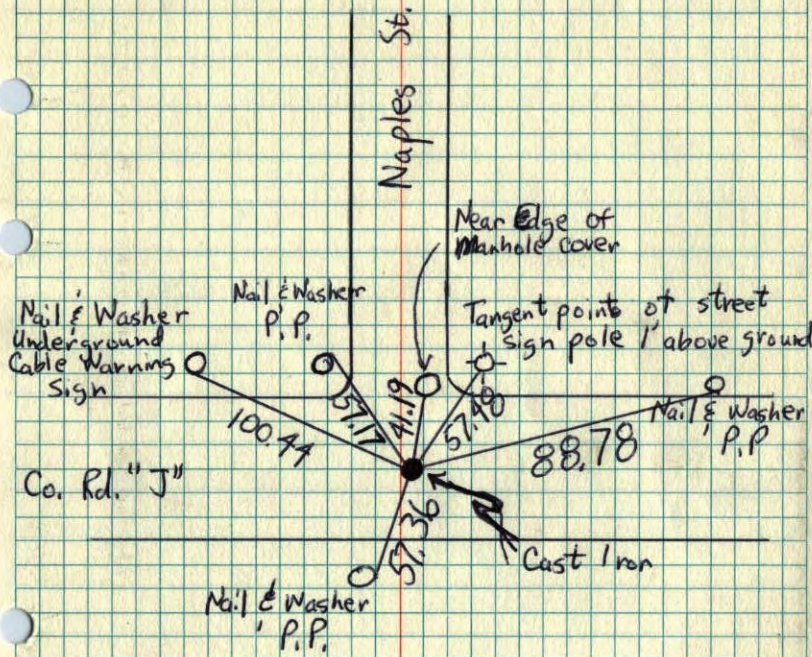 Naples St.
Near Edge of
Manhole cover
Nail & Washer
Underground
Cable Warning
Sign
Nail & Washer
P.P.
Tangent point of street
sign pole 1' above ground
100.44
57.17
41.19
57.48
88.78
Nail & Washer
P.P
Co. Rd. "J"
57.36
Cast Iron
Nail & Washer
P.P.